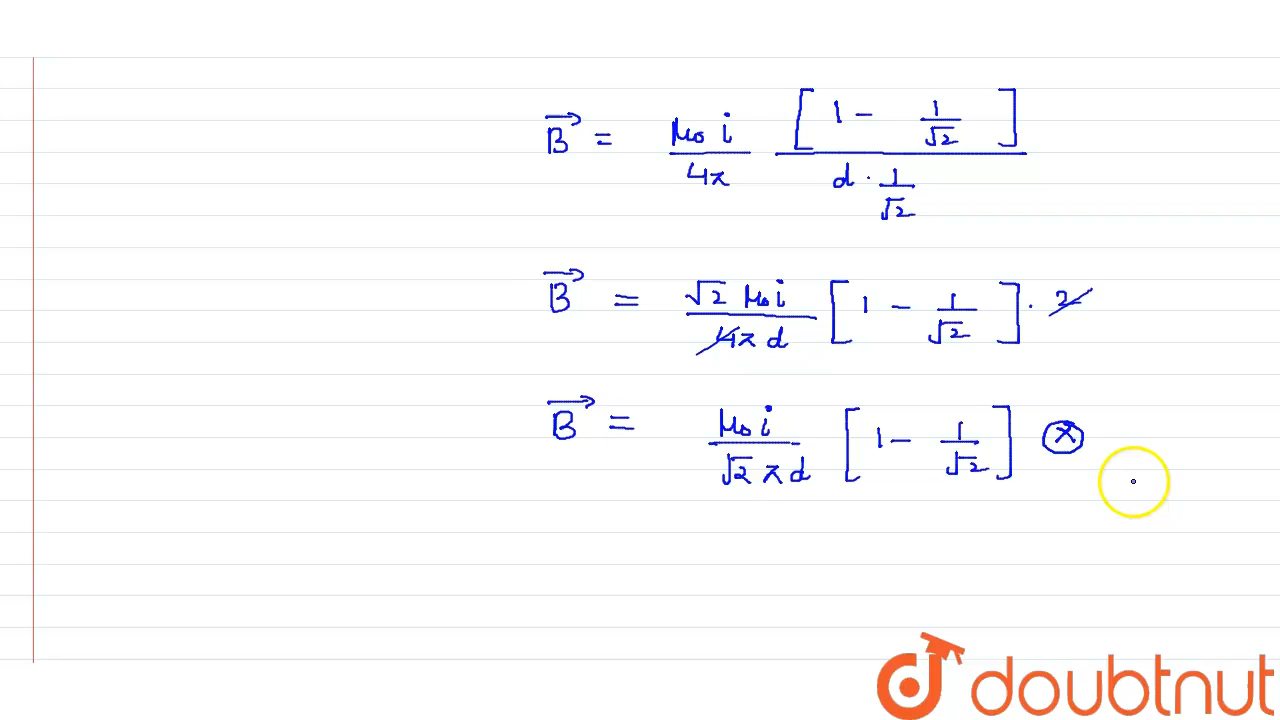 B⃗ = μ₀ i / 4π [ 1 - 1/√2 ] / d · 1/√2
B⃗ = √2 μ₀ i / 4π d [ 1 - 1/√2 ] · 2
B⃗ = μ₀ i / √2 π d [ 1 - 1/√2 ] ⊗
doubtnut